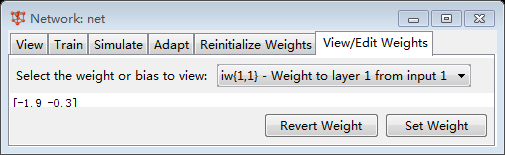 Network: net
View Train Simulate Adapt Reinitialize Weights View/Edit Weights
Select the weight or bias to view: iw{1,1} - Weight to layer 1 from input 1
[-1.9 -0.3]
Revert Weight Set Weight